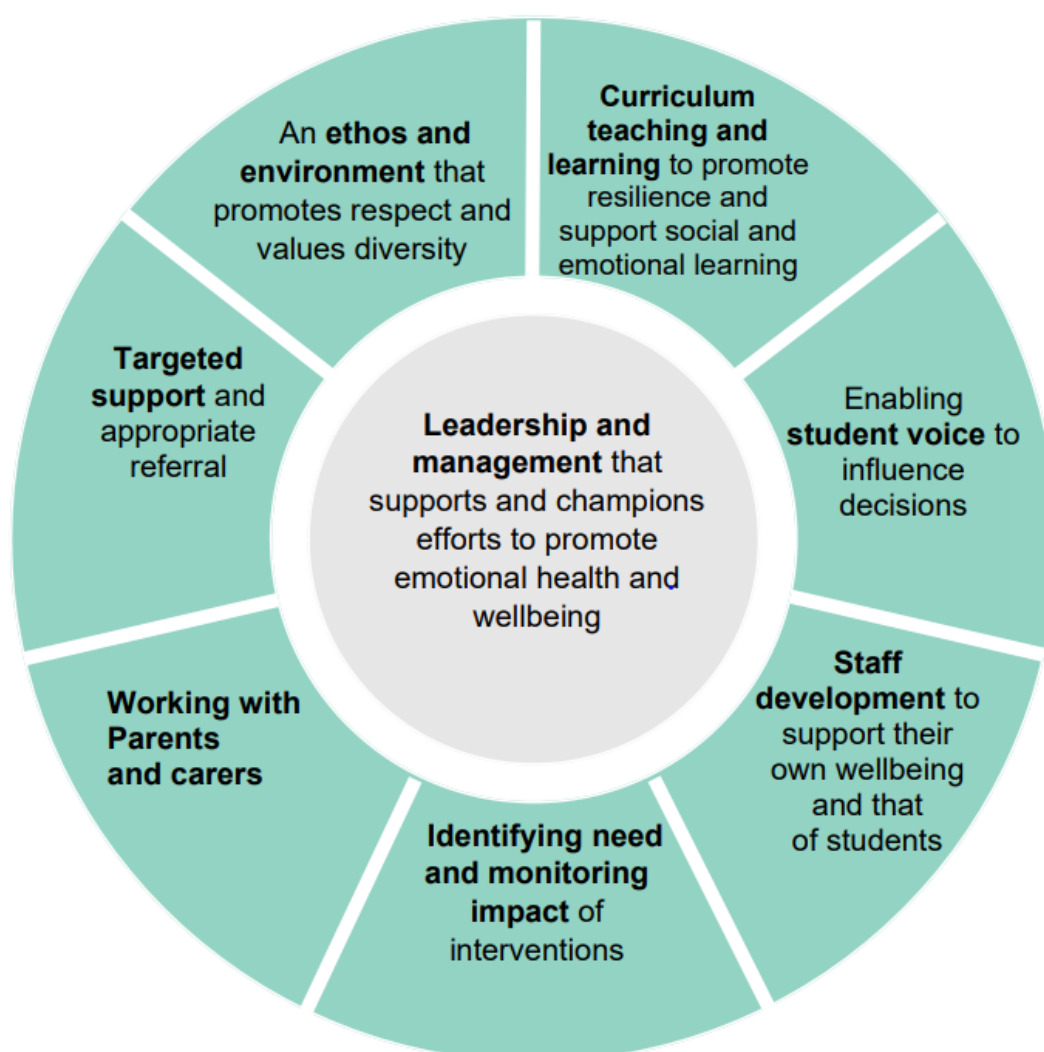 An ethos and
environment that
promotes respect and
values diversity
Curriculum
teaching and
learning to promote
resilience and
support social and
emotional learning
Enabling
student voice to
influence
decisions
Staff
development to
support their
own wellbeing
and that
of students
Identifying need
and monitoring
impact of
interventions
Working with
Parents
and carers
Targeted
support and
appropriate
referral
Leadership and
management that
supports and champions
efforts to promote
emotional health and
wellbeing